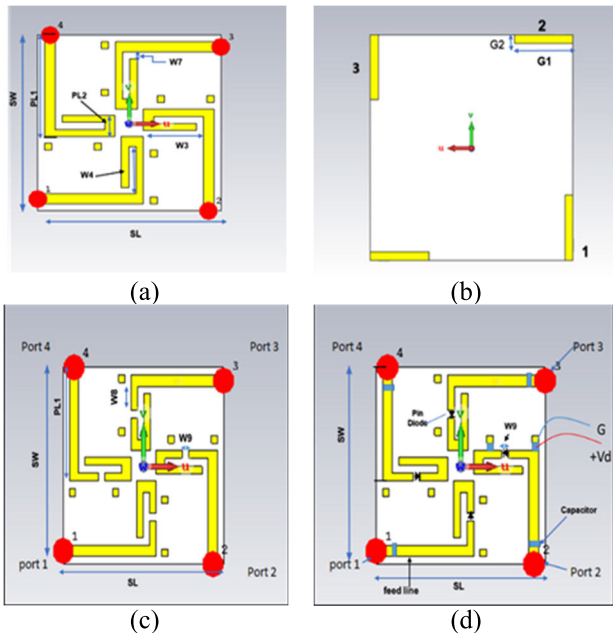 4
3
SW
PL1
W7
PL2
v
u
W3
W4
1
2
SL
(a)
2
G2
G1
3
v
u
1
(b)
Port 4
4
Port 3
3
PL1
W8
SW
v
W9
u
1
port 1
2
SL
Port 2
(c)
Port 4
4
Port 3
3
Pin
Diode
v
W9
G
+Vd
SW
u
Capacitor
1
port 1
2
feed line
SL
Port 2
(d)